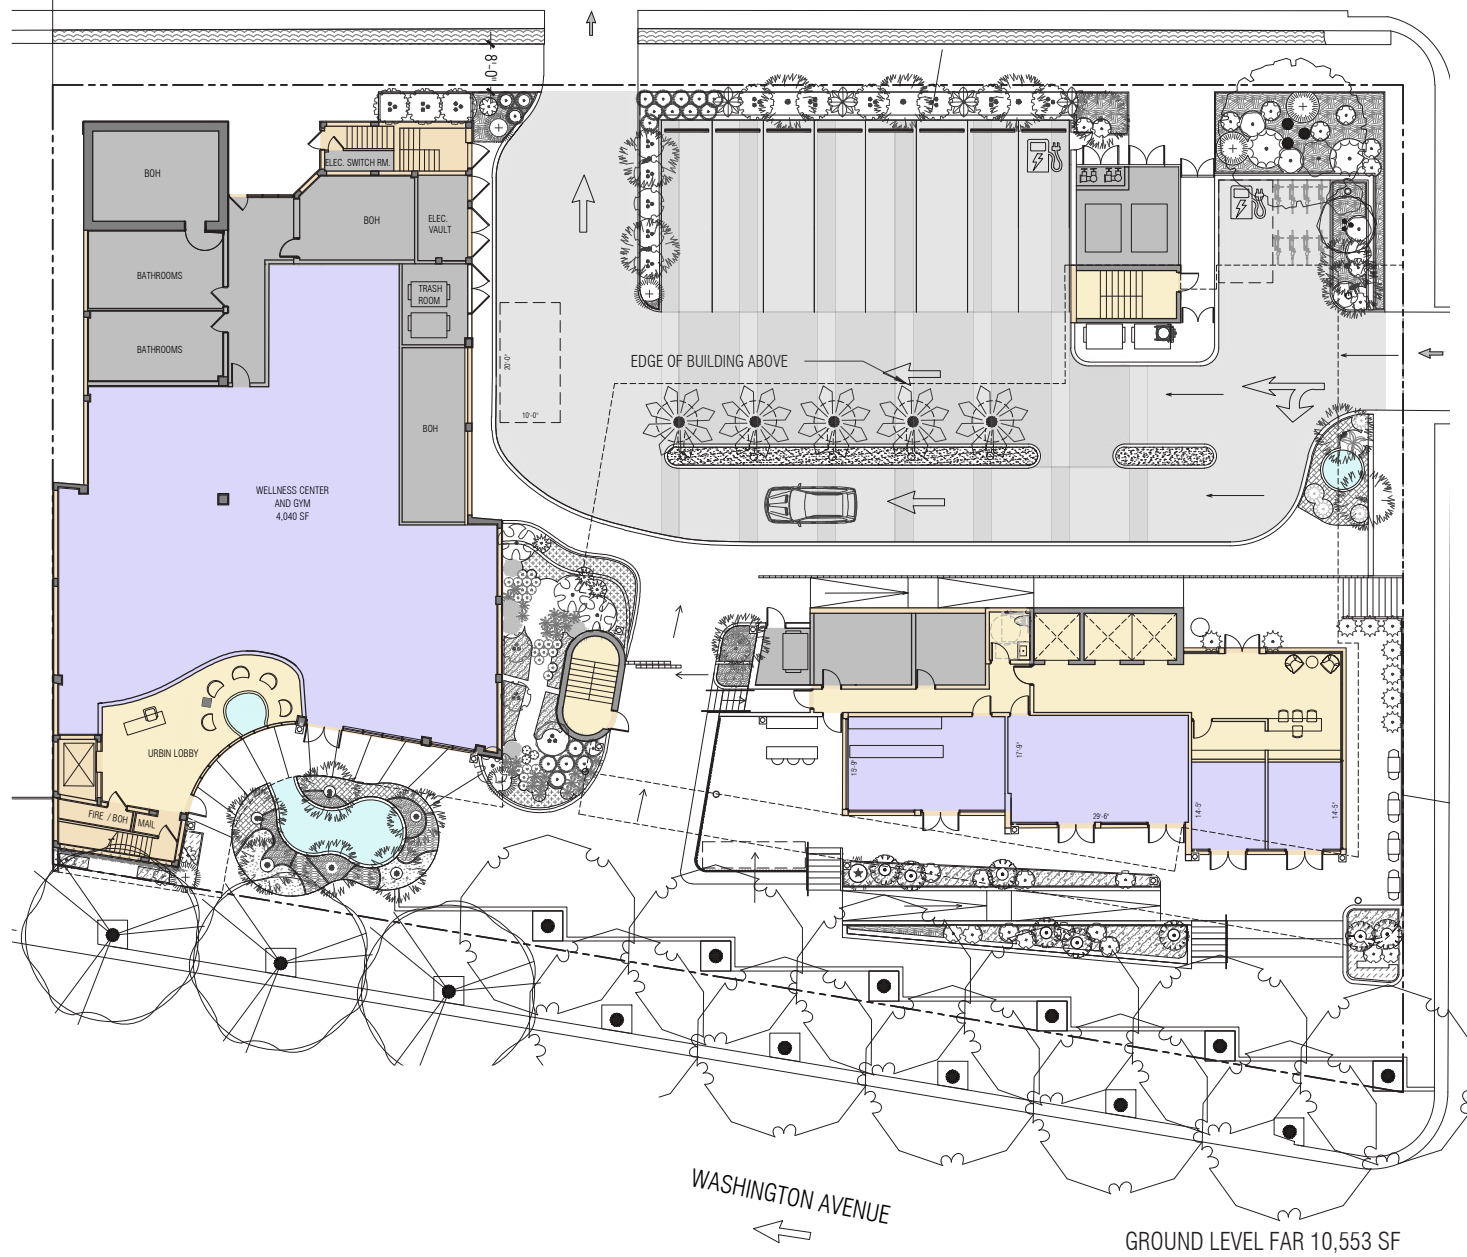 8'-0"
BOH
ELEC. SWITCH RM.
BOH
ELEC.
VAULT
BATHROOMS
TRASH
ROOM
BATHROOMS
20'-0"
10'-0"
EDGE OF BUILDING ABOVE
BOH
WELLNESS CENTER
AND GYM
4,040 SF
URBIN LOBBY
FIRE / BOH
MAIL
15'-9"
17'-9"
29'-6"
14'-5"
14'-5"
WASHINGTON AVENUE
GROUND LEVEL FAR 10,553 SF